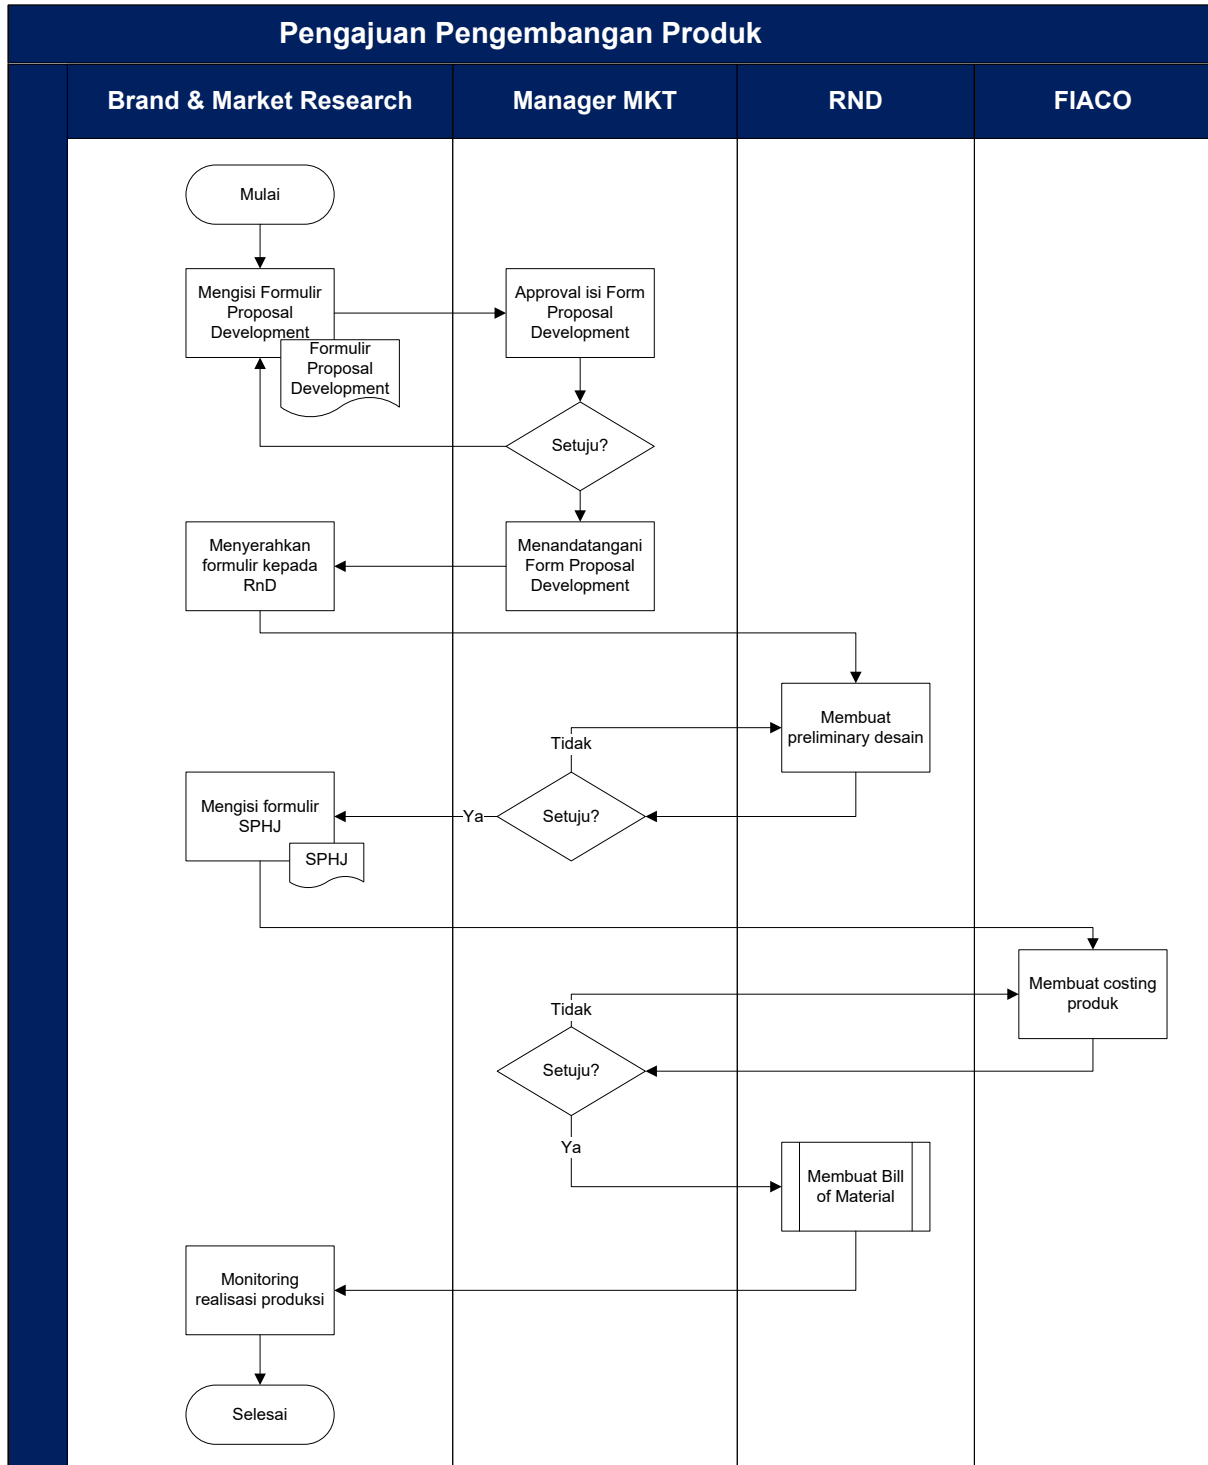 Pengajuan Pengembangan Produk
Brand & Market Research
Manager MKT
RND
FIACO
Mulai
Mengisi Formulir
Proposal
Development
Formulir
Proposal
Development
Approval isi Form
Proposal
Development
Setuju?
Menandatangani
Form Proposal
Development
Menyerahkan
formulir kepada
RnD
Membuat
preliminary desain
Tidak
Setuju?
Ya
Mengisi formulir
SPHJ
SPHJ
Membuat costing
produk
Tidak
Setuju?
Ya
Membuat Bill
of Material
Monitoring
realisasi produksi
Selesai